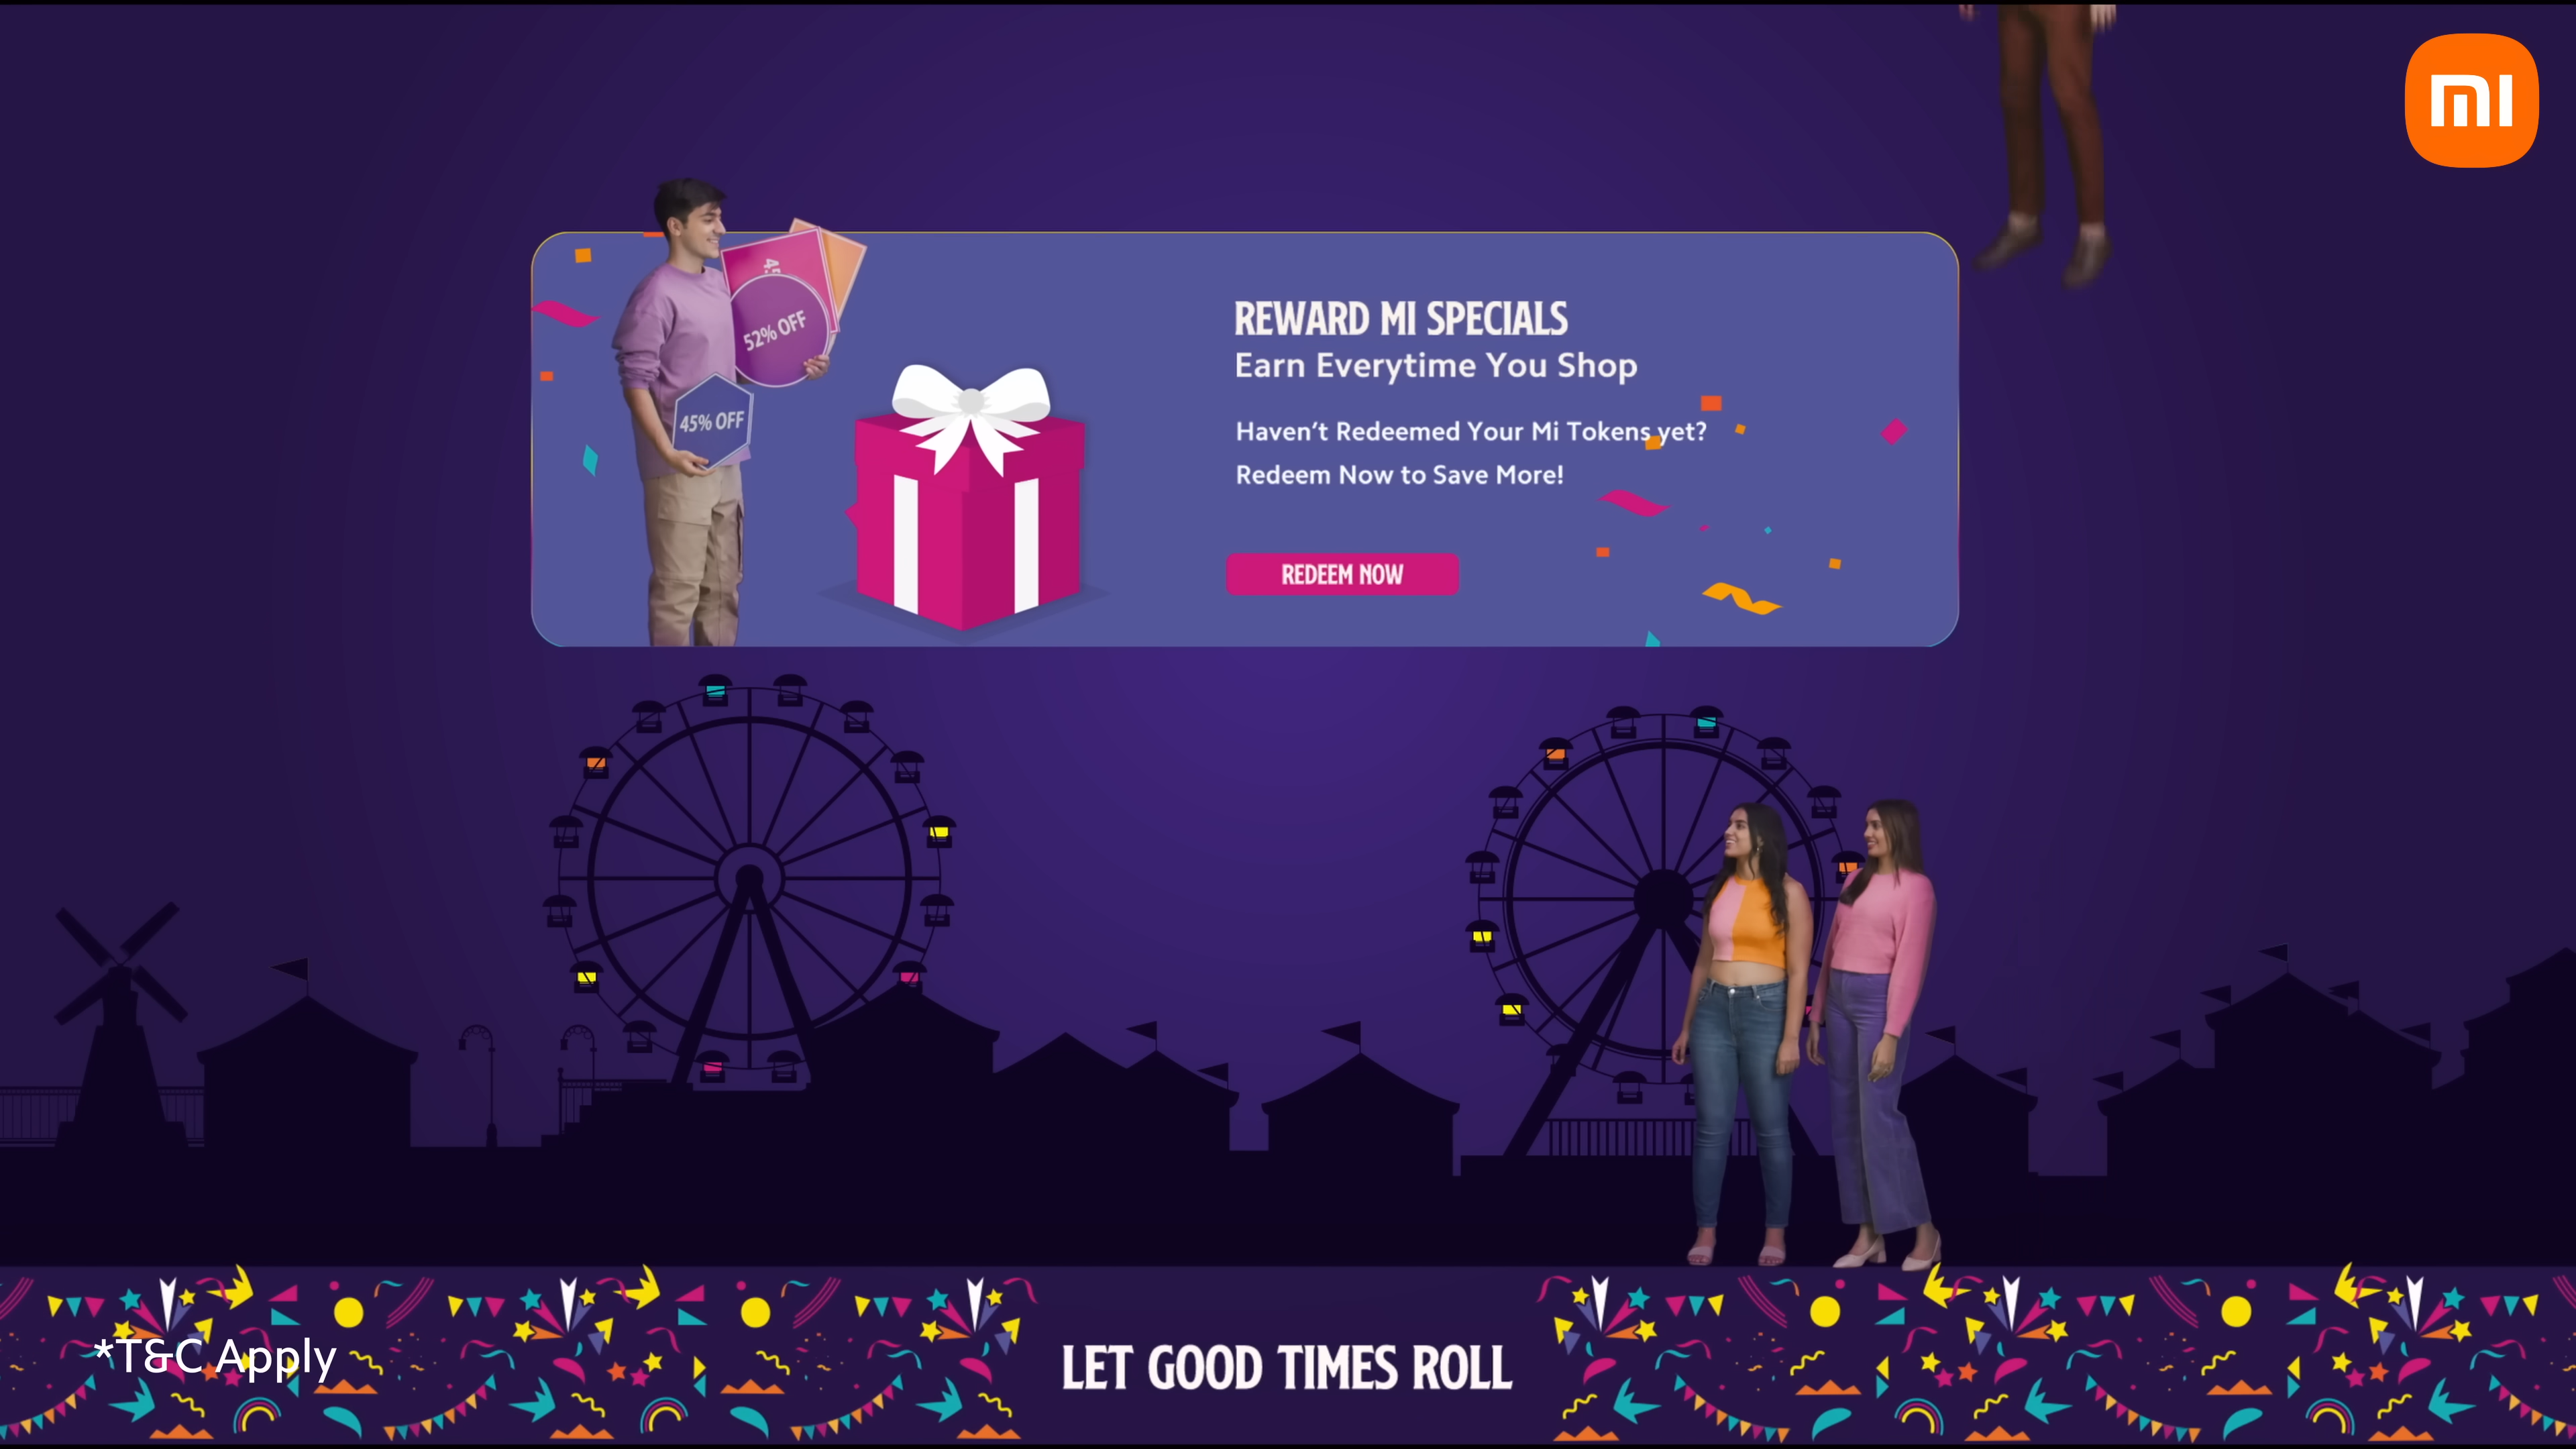 mi
52% OFF
45% OFF
REWARD MI SPECIALS
Earn Everytime You Shop
Haven't Redeemed Your Mi Tokens yet?
Redeem Now to Save More!
REDEEM NOW
*T&C Apply
LET GOOD TIMES ROLL